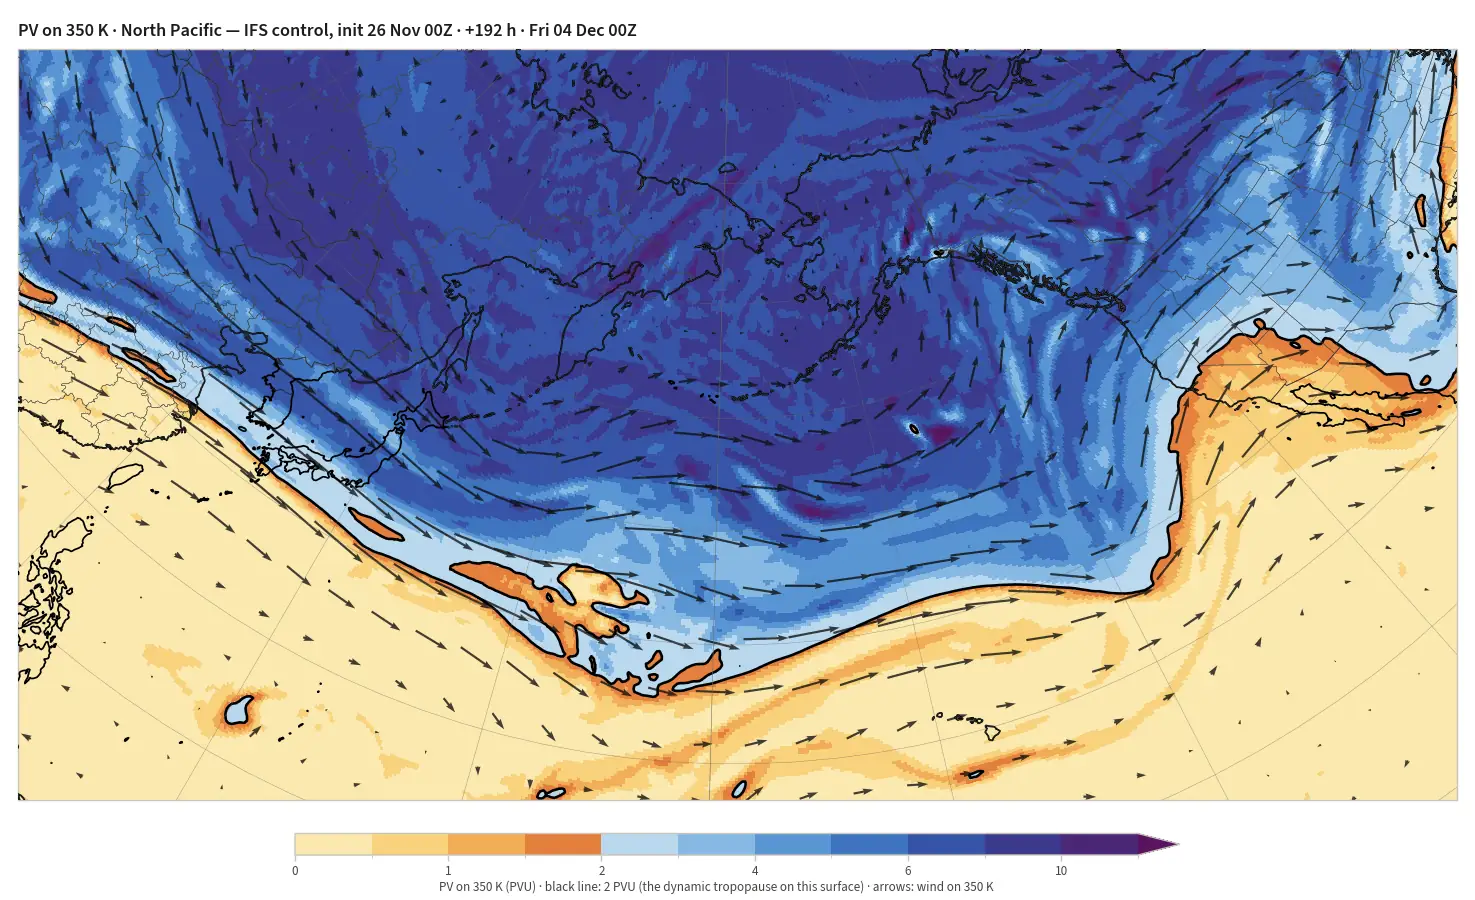 PV on 350 K · North Pacific — IFS control, init 26 Nov 00Z · +192 h · Fri 04 Dec 00Z
0 1 2 4 6 10
PV on 350 K (PVU) · black line: 2 PVU (the dynamic tropopause on this surface) · arrows: wind on 350 K